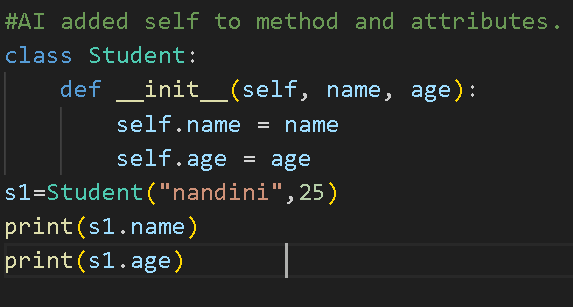 #AI added self to method and attributes.
class Student:
    def __init__(self, name, age):
        self.name = name
        self.age = age
s1=Student("nandini",25)
print(s1.name)
print(s1.age)